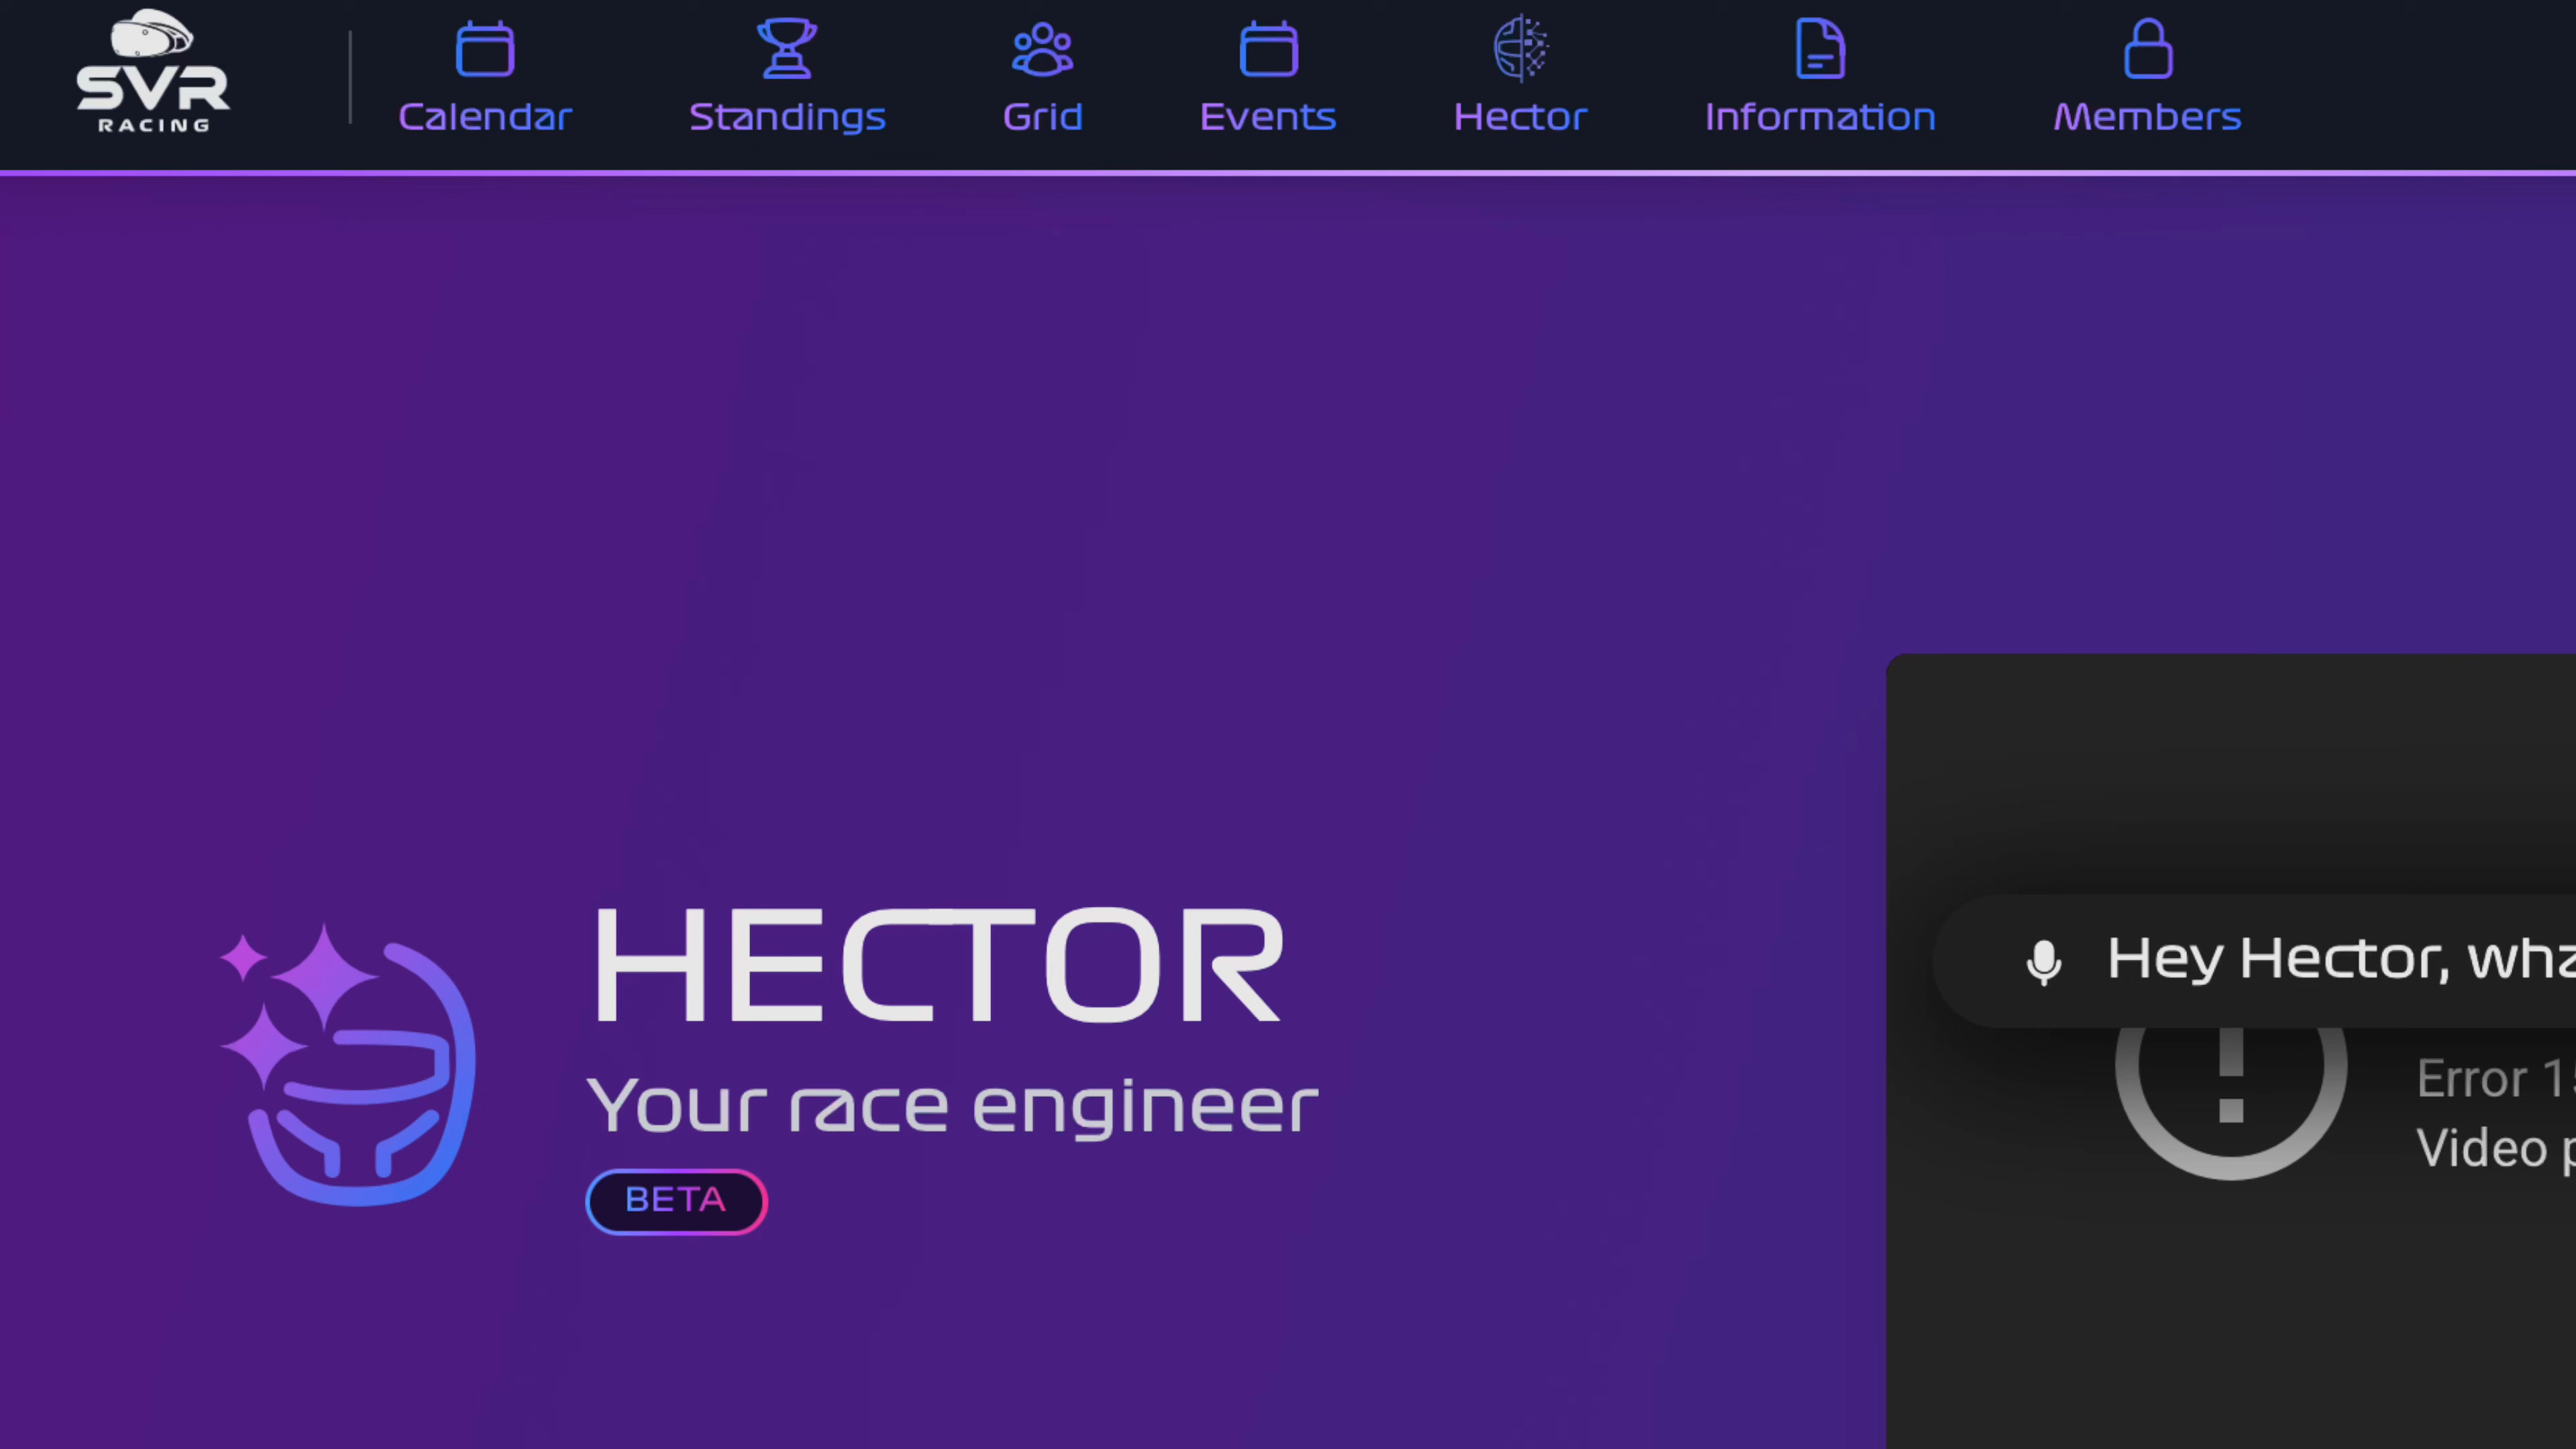 SVR
RACING
Calendar
Standings
Grid
Events
Hector
Information
Members
HECTOR
Your race engineer
BETA
Hey Hector,
Error
Video